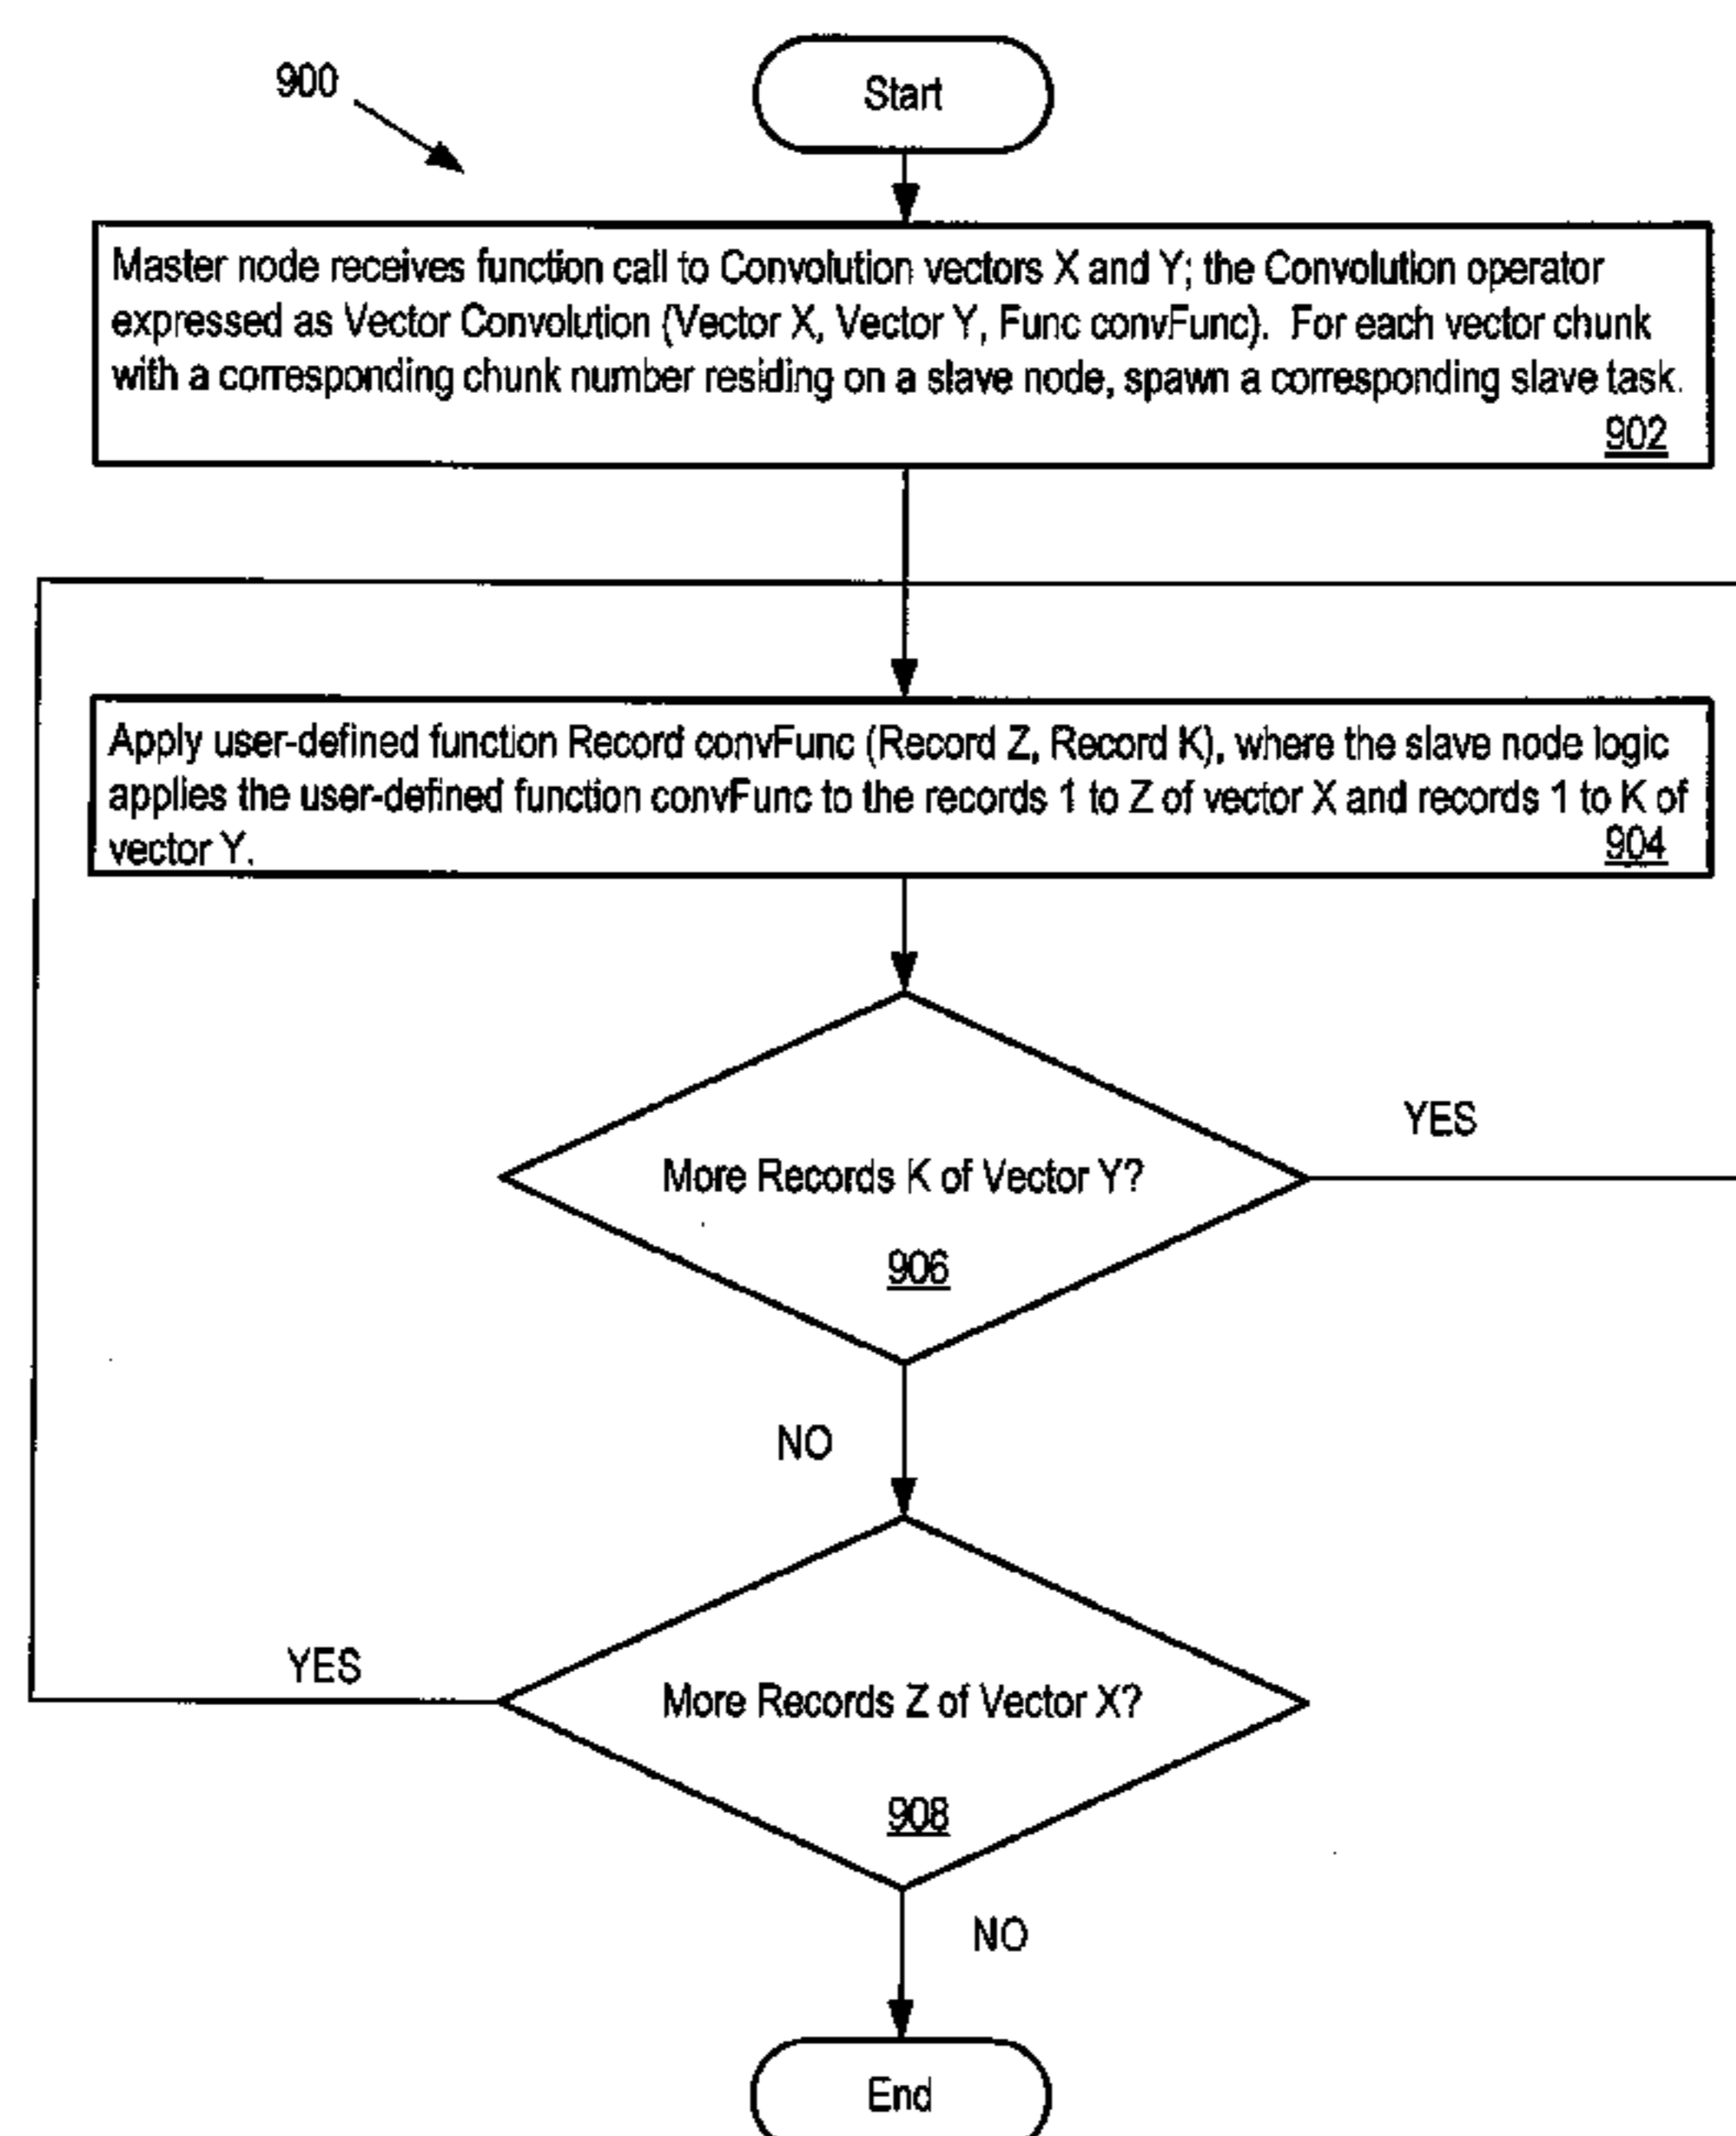 900
Start
Master node receives function call to Convolution vectors X and Y; the Convolution operator
expressed as Vector Convolution (Vector X, Vector Y, Func convFunc). For each vector chunk
with a corresponding chunk number residing on a slave node, spawn a corresponding slave task.
902
Apply user-defined function Record convFunc (Record Z, Record K), where the slave node logic
applies the user-defined function convFunc to the records 1 to Z of vector X and records 1 to K of
vector Y.
904
YES
More Records K of Vector Y?
906
NO
YES
More Records Z of Vector X?
908
NO
End